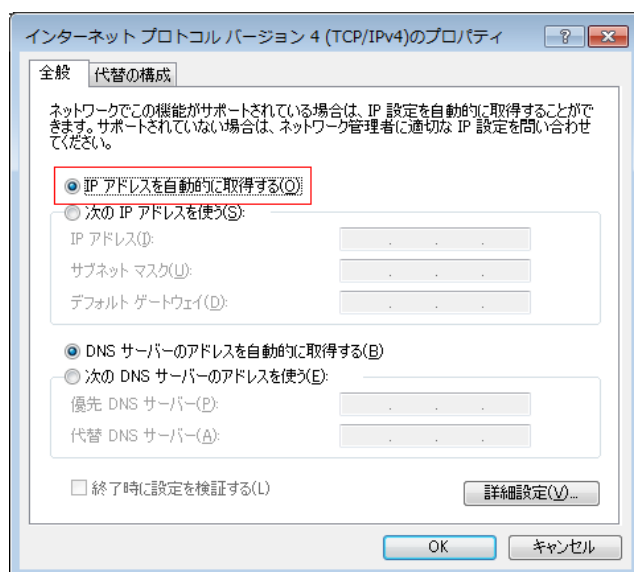 インターネット プロトコル バージョン 4 (TCP/IPv4)のプロパティ
全般 代替の構成
ネットワークでこの機能がサポートされている場合は、IP 設定を自動的に取得することがで
きます。サポートされていない場合は、ネットワーク管理者に適切な IP 設定を問い合わせ
てください。
IP アドレスを自動的に取得する(O)
次の IP アドレスを使う(S):
IP アドレス(I):
サブネット マスク(U):
デフォルト ゲートウェイ(D):
DNS サーバーのアドレスを自動的に取得する(B)
次の DNS サーバーのアドレスを使う(E):
優先 DNS サーバー(P):
代替 DNS サーバー(A):
終了時に設定を検証する(L)
詳細設定(V)...
OK キャンセル